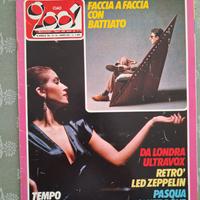 CIAO
2001
FACCIA A FACCIA
CON
BATTIATO
DA LONDRA
ULTRAVOX
RETRO'
LED ZEPPELIN
PASQUA
TEMPO